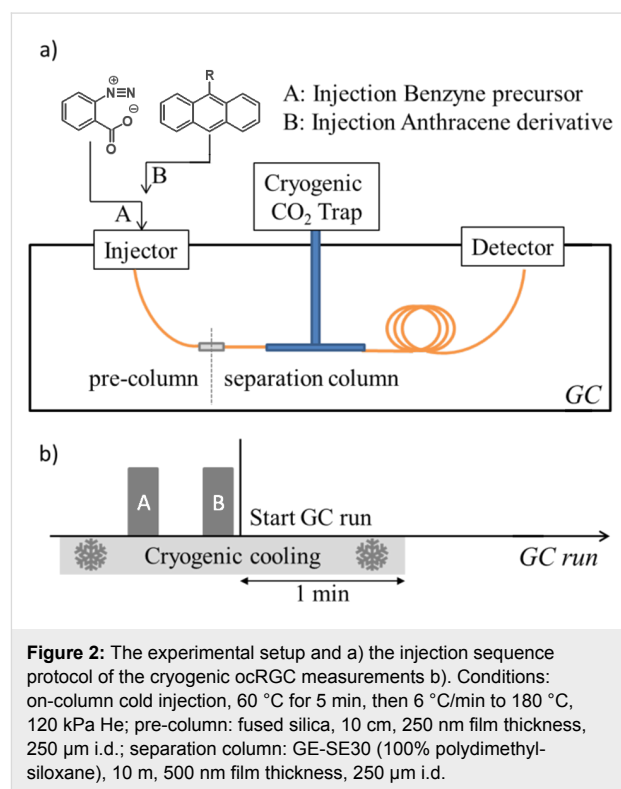 a)
R
⊕
N≡N
⊖
O
O
A: Injection Benzyne precursor
B: Injection Anthracene derivative
B
A
Cryogenic
CO2 Trap
Injector
Detector
pre-column
separation column
GC
b)
A
B
Start GC run
Cryogenic cooling
GC run
1 min
Figure 2: The experimental setup and a) the injection sequence
protocol of the cryogenic ocRGC measurements b). Conditions:
on-column cold injection, 60 °C for 5 min, then 6 °C/min to 180 °C,
120 kPa He; pre-column: fused silica, 10 cm, 250 nm film thickness,
250 µm i.d.; separation column: GE-SE30 (100% polydimethyl-
siloxane), 10 m, 500 nm film thickness, 250 µm i.d.